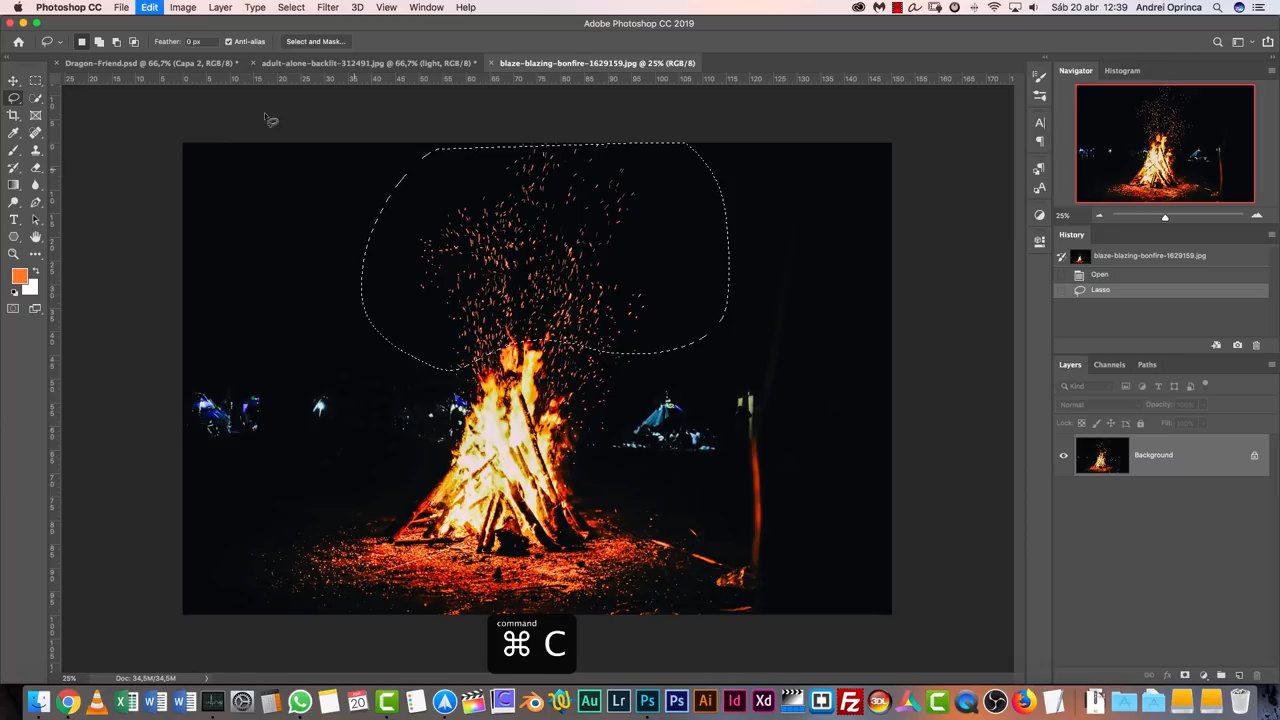 Photoshop CC File Edit Image Layer Type Select Filter 3D View Window Help Sáb 20 abr 12:39 Andrei Oprinca
Adobe Photoshop CC 2019
Feather: 0 px Anti-alias Select and Mask...
Dragon-Friend.psd @ 66,7% (Capa 2, RGB/8) * adult-alone-backlit-312491.jpg @ 66,7% (light, RGB/8) * blaze-blazing-bonfire-1629159.jpg @ 25% (RGB/8)
Navigator Histogram
25%
History
blaze-blazing-bonfire-1629159.jpg
Open
Lasso
Layers Channels Paths
Kind
Normal Opacity: 100%
Lock: Fill:
Background
command
⌘ C
25% Doc: 34,5M/34,5M